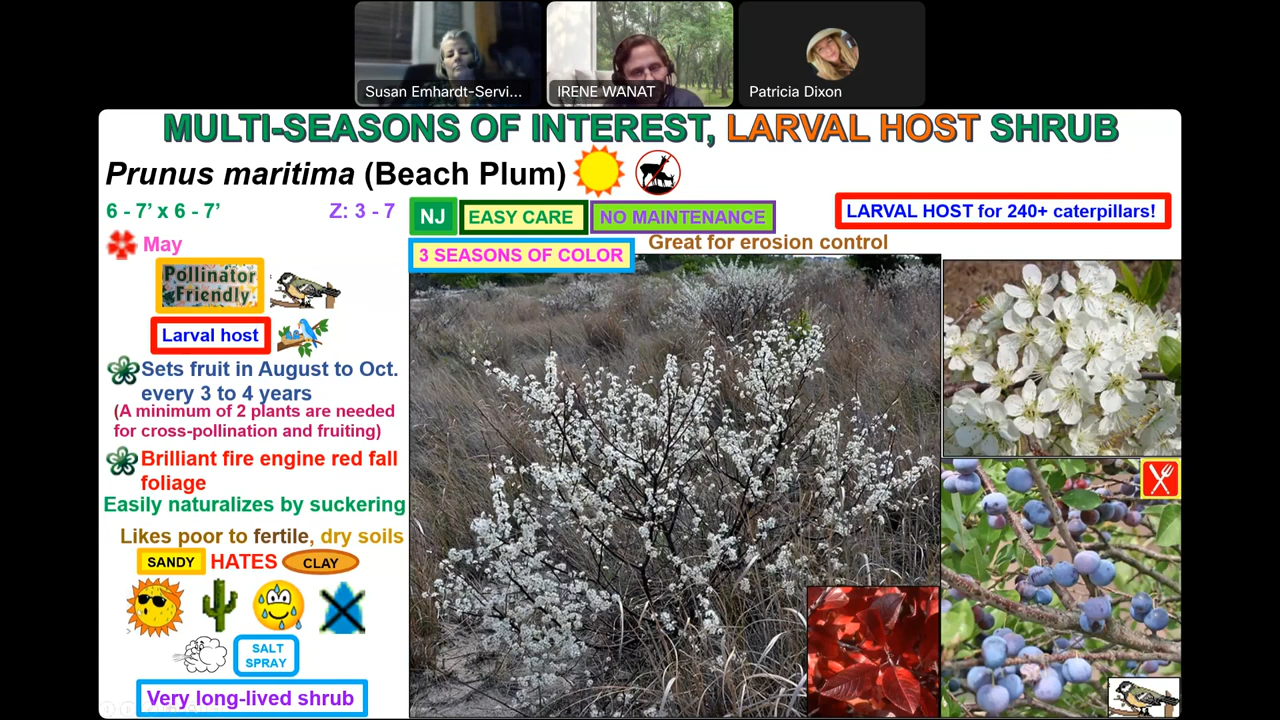 Susan Emhardt-Servi...
IRENE WANAT
Patricia Dixon
MULTI-SEASONS OF INTEREST, LARVAL HOST SHRUB
Prunus maritima (Beach Plum)
6 - 7’ x 6 - 7’
Z: 3 - 7
NJ
EASY CARE
NO MAINTENANCE
LARVAL HOST for 240+ caterpillars!
May
3 SEASONS OF COLOR
Great for erosion control
Pollinator
Friendly
Larval host
Sets fruit in August to Oct.
every 3 to 4 years
(A minimum of 2 plants are needed
for cross-pollination and fruiting)
Brilliant fire engine red fall
foliage
Easily naturalizes by suckering
Likes poor to fertile, dry soils
SANDY HATES CLAY
SALT
SPRAY
Very long-lived shrub